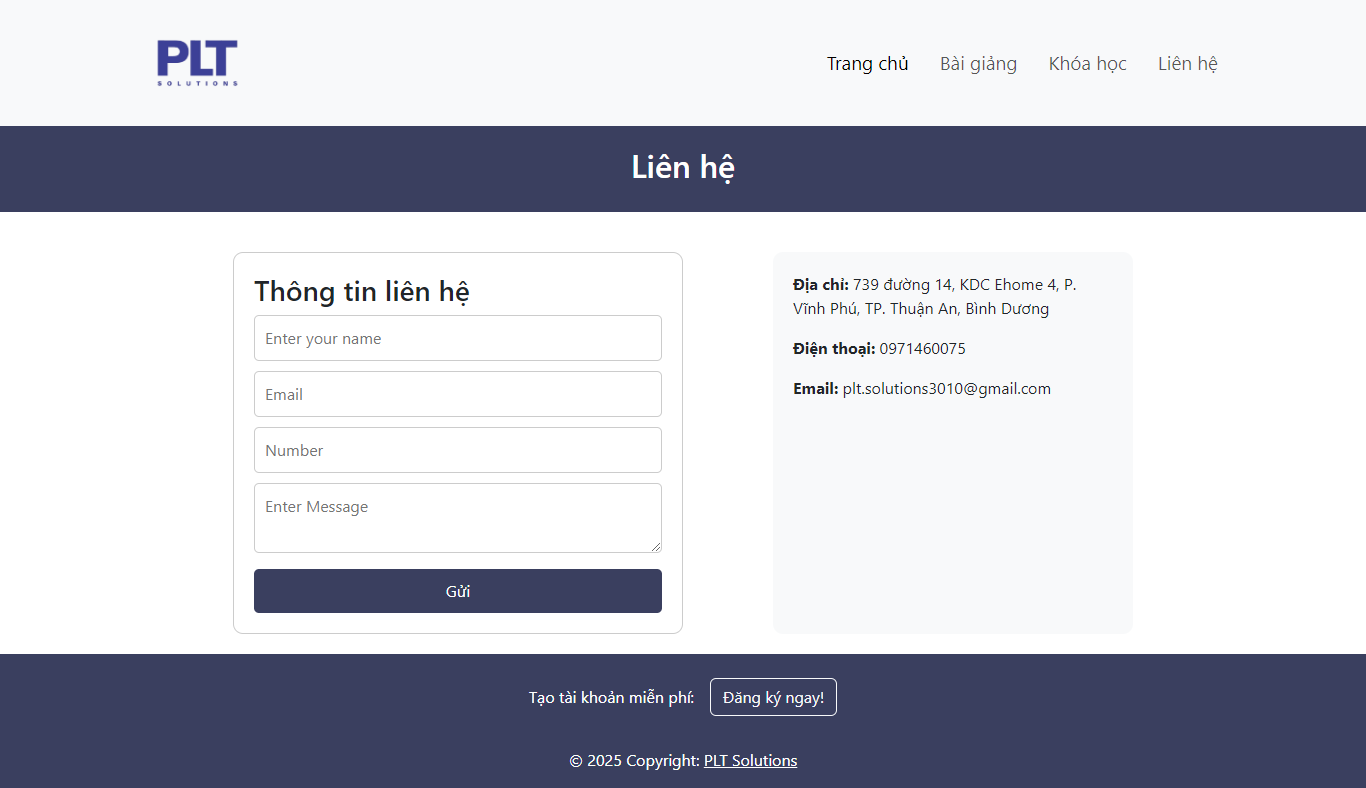 PLT
SOLUTIONS
Trang chủ Bài giảng Khóa học Liên hệ
Liên hệ
Thông tin liên hệ
Enter your name
Email
Number
Enter Message
Gửi
Địa chỉ: 739 đường 14, KDC Ehome 4, P.
Vĩnh Phú, TP. Thuận An, Bình Dương
Điện thoại: 0971460075
Email: plt.solutions3010@gmail.com
Tạo tài khoản miễn phí: Đăng ký ngay!
© 2025 Copyright: PLT Solutions